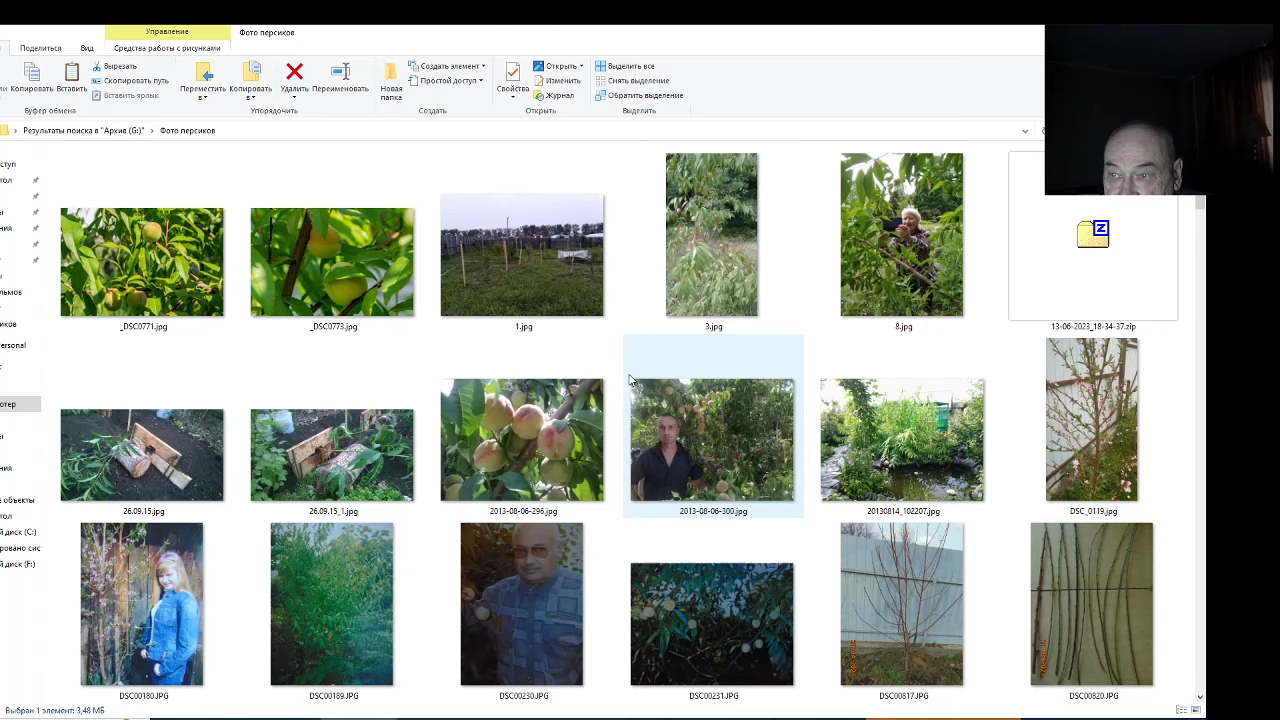 Управление
Фото персиков
Поделиться
Вид
Средства работы с рисунками
Копировать
Вставить
Вырезать
Скопировать путь
Вставить ярлык
Буфер обмена
Переместить в
Копировать в
Удалить
Переименовать
Упорядочить
Новая папка
Создать элемент
Простой доступ
Создать
Свойства
Открыть
Изменить
Журнал
Открыть
Выделить все
Снять выделение
Обратить выделение
Выделить
Результаты поиска в "Архив (G:)"
Фото персиков
_DSC0771.jpg
_DSC0773.jpg
1.jpg
3.jpg
8.jpg
13-06-2023_18-34-37.zip
26.09.15.jpg
26.09.15_1.jpg
2013-08-06-296.jpg
2013-08-06-300.jpg
20130814_102207.jpg
DSC_0119.jpg
DSC00180.JPG
DSC00189.JPG
DSC00230.JPG
DSC00231.JPG
DSC00817.JPG
DSC00820.JPG
Выбран 1 элемент: 3,48 МБ